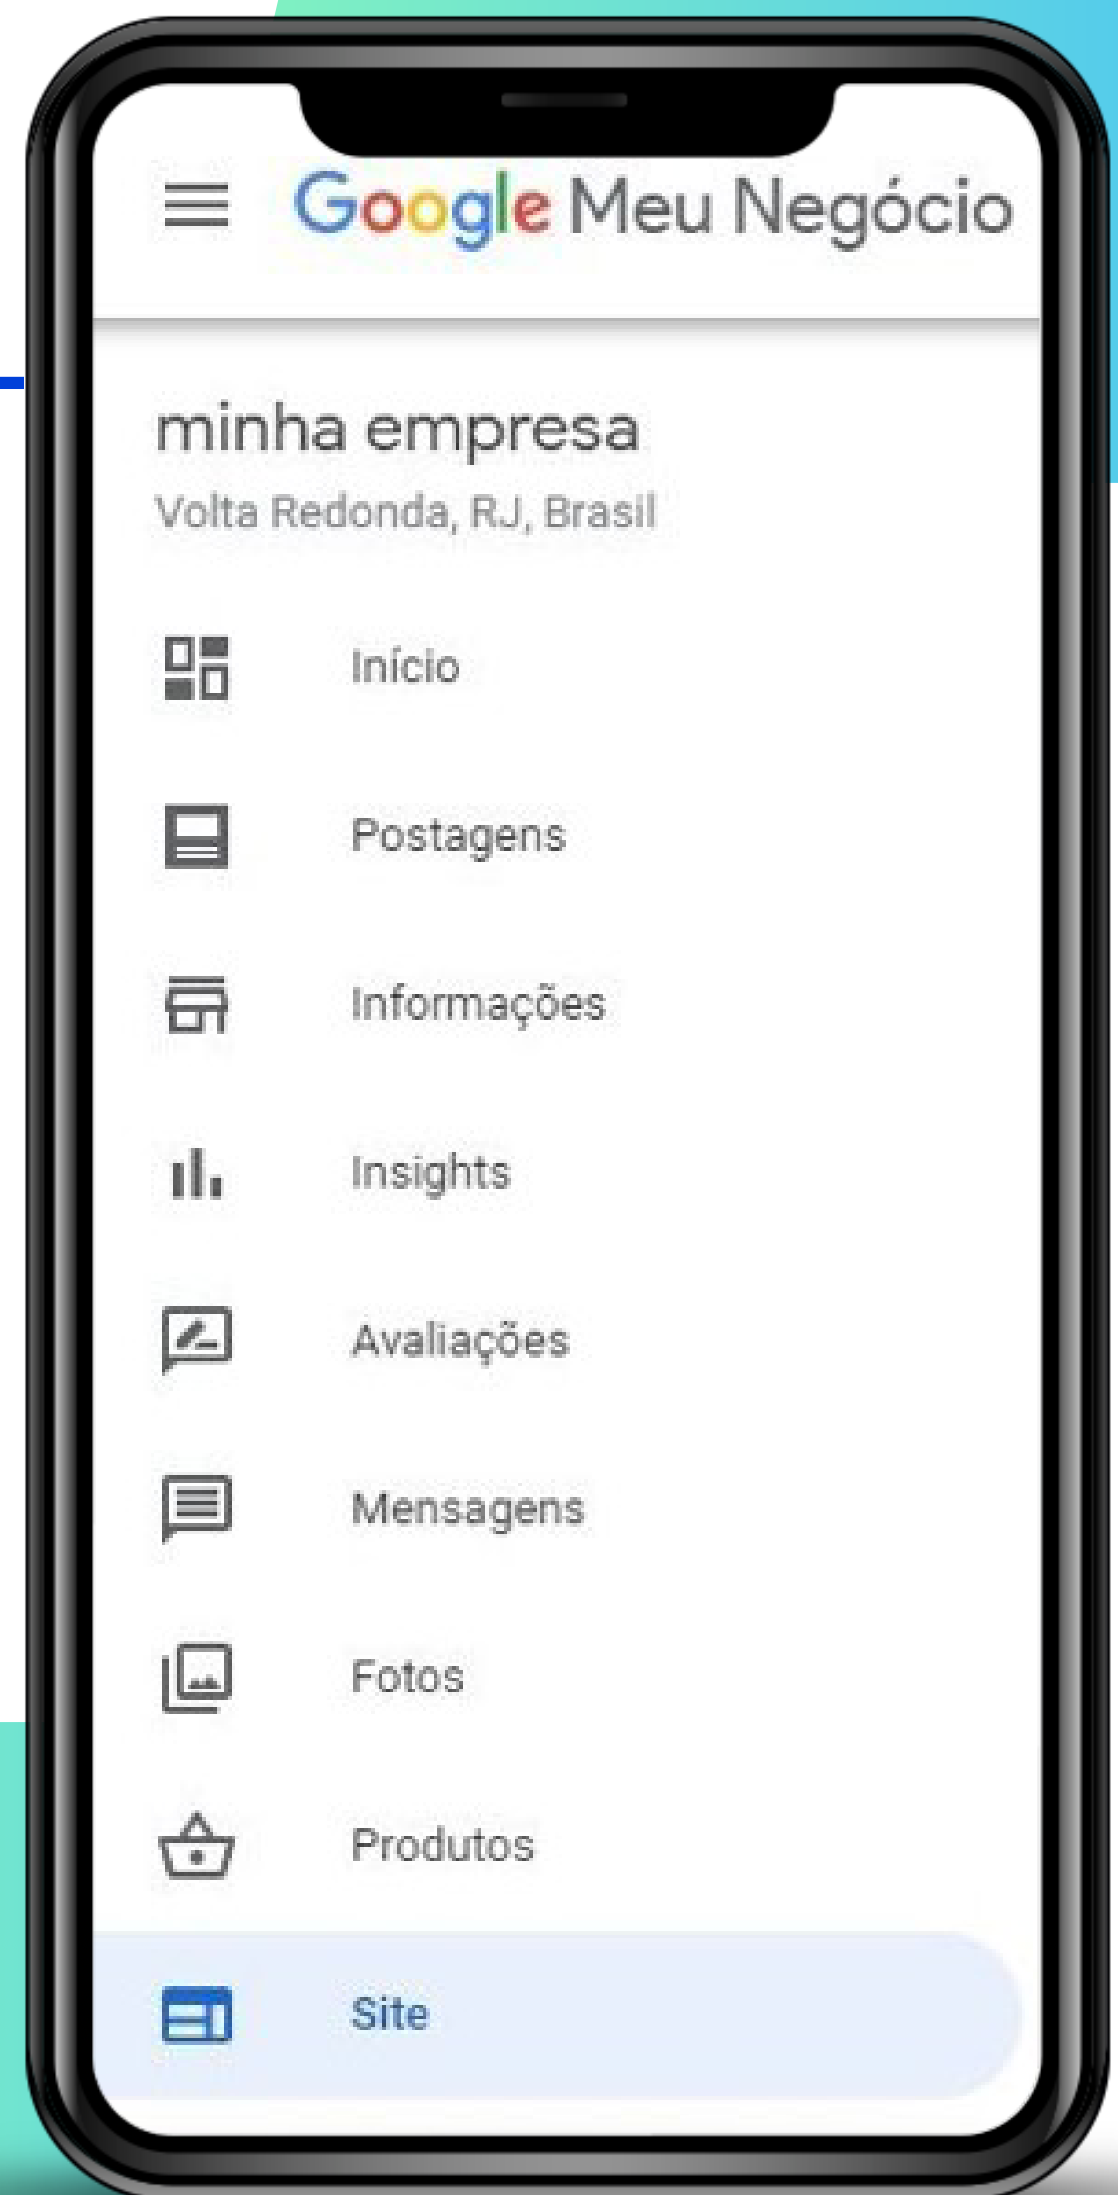 Google Meu Negócio
minha empresa
Volta Redonda, RJ, Brasil
Início
Postagens
Informações
Insights
Avaliações
Mensagens
Fotos
Produtos
Site